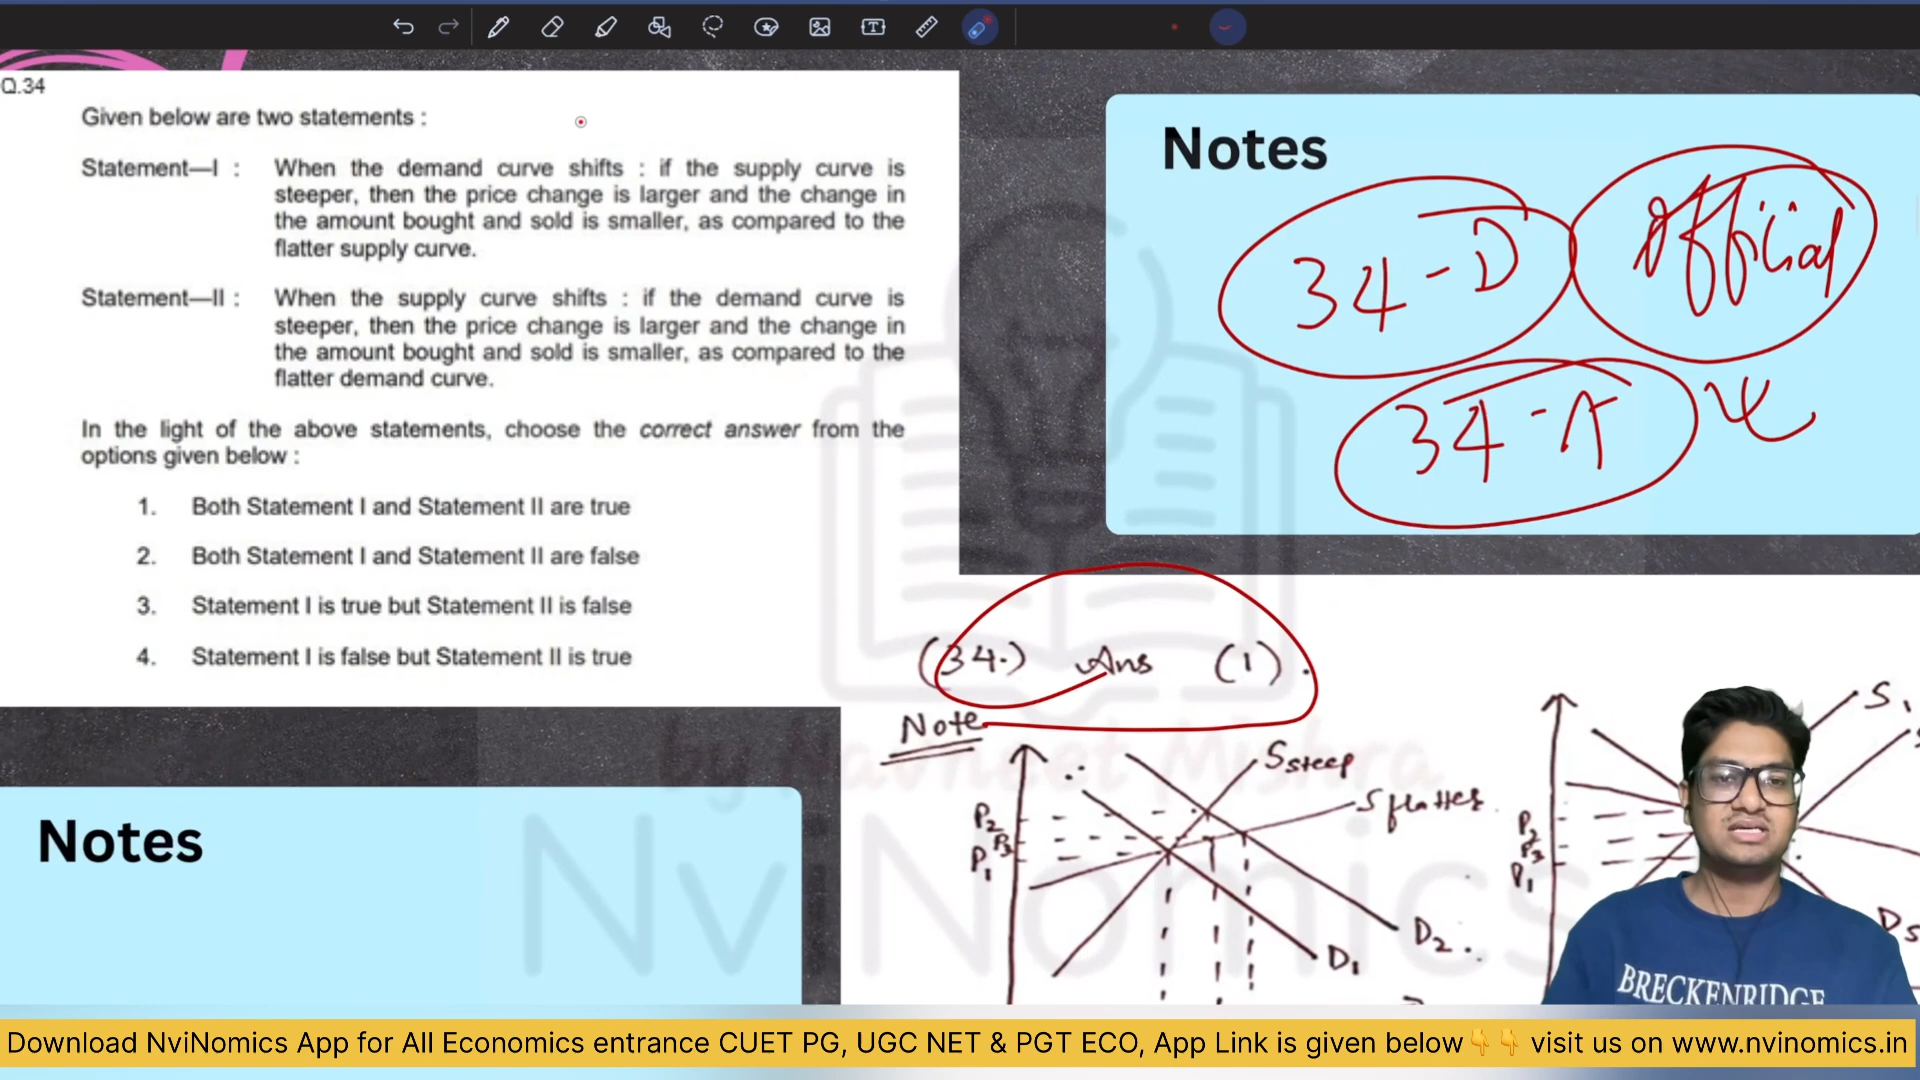 Q.34
Given below are two statements :
Statement—I : When the demand curve shifts : if the supply curve is
steeper, then the price change is larger and the change in
the amount bought and sold is smaller, as compared to the
flatter supply curve.
Statement—II : When the supply curve shifts : if the demand curve is
steeper, then the price change is larger and the change in
the amount bought and sold is smaller, as compared to the
flatter demand curve.
In the light of the above statements, choose the correct answer from the
options given below :
1. Both Statement I and Statement II are true
2. Both Statement I and Statement II are false
3. Statement I is true but Statement II is false
4. Statement I is false but Statement II is true
Notes
34-D official
34-A
(34.) Ans (1).
Note
S steep
S flatter
P2
P3
P1
D2
D1
S1
P2
P3
P1
Notes
by Navneet Mishra
NviNomics
BRECKENRIDGE
Download NviNomics App for All Economics entrance CUET PG, UGC NET & PGT ECO, App Link is given below👇👇 visit us on www.nvinomics.in